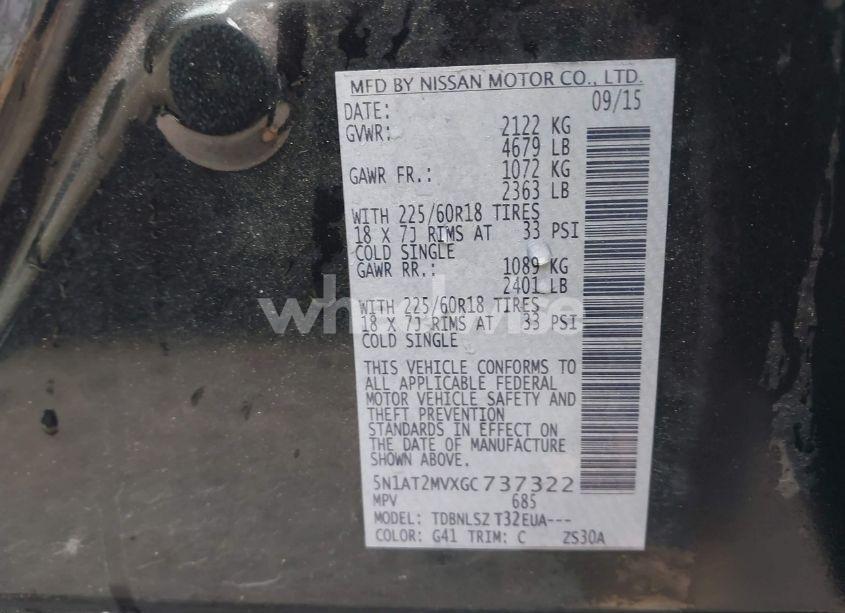 MFD BY NISSAN MOTOR CO., LTD.
DATE: 09/15
GVWR: 2122 KG
4679 LB
GAWR FR.: 1072 KG
2363 LB
WITH 225/60R18 TIRES
18 X 7J RIMS AT 33 PSI
COLD SINGLE
GAWR RR.: 1089 KG
2401 LB
WITH 225/60R18 TIRES
18 X 7J RIMS AT 33 PSI
COLD SINGLE
THIS VEHICLE CONFORMS TO
ALL APPLICABLE FEDERAL
MOTOR VEHICLE SAFETY AND
THEFT PREVENTION
STANDARDS IN EFFECT ON
THE DATE OF MANUFACTURE
SHOWN ABOVE.
5N1AT2MVXGC737322
MPV 685
MODEL: TDBNLSZ T32EUA---
COLOR: G41 TRIM: C ZS30A